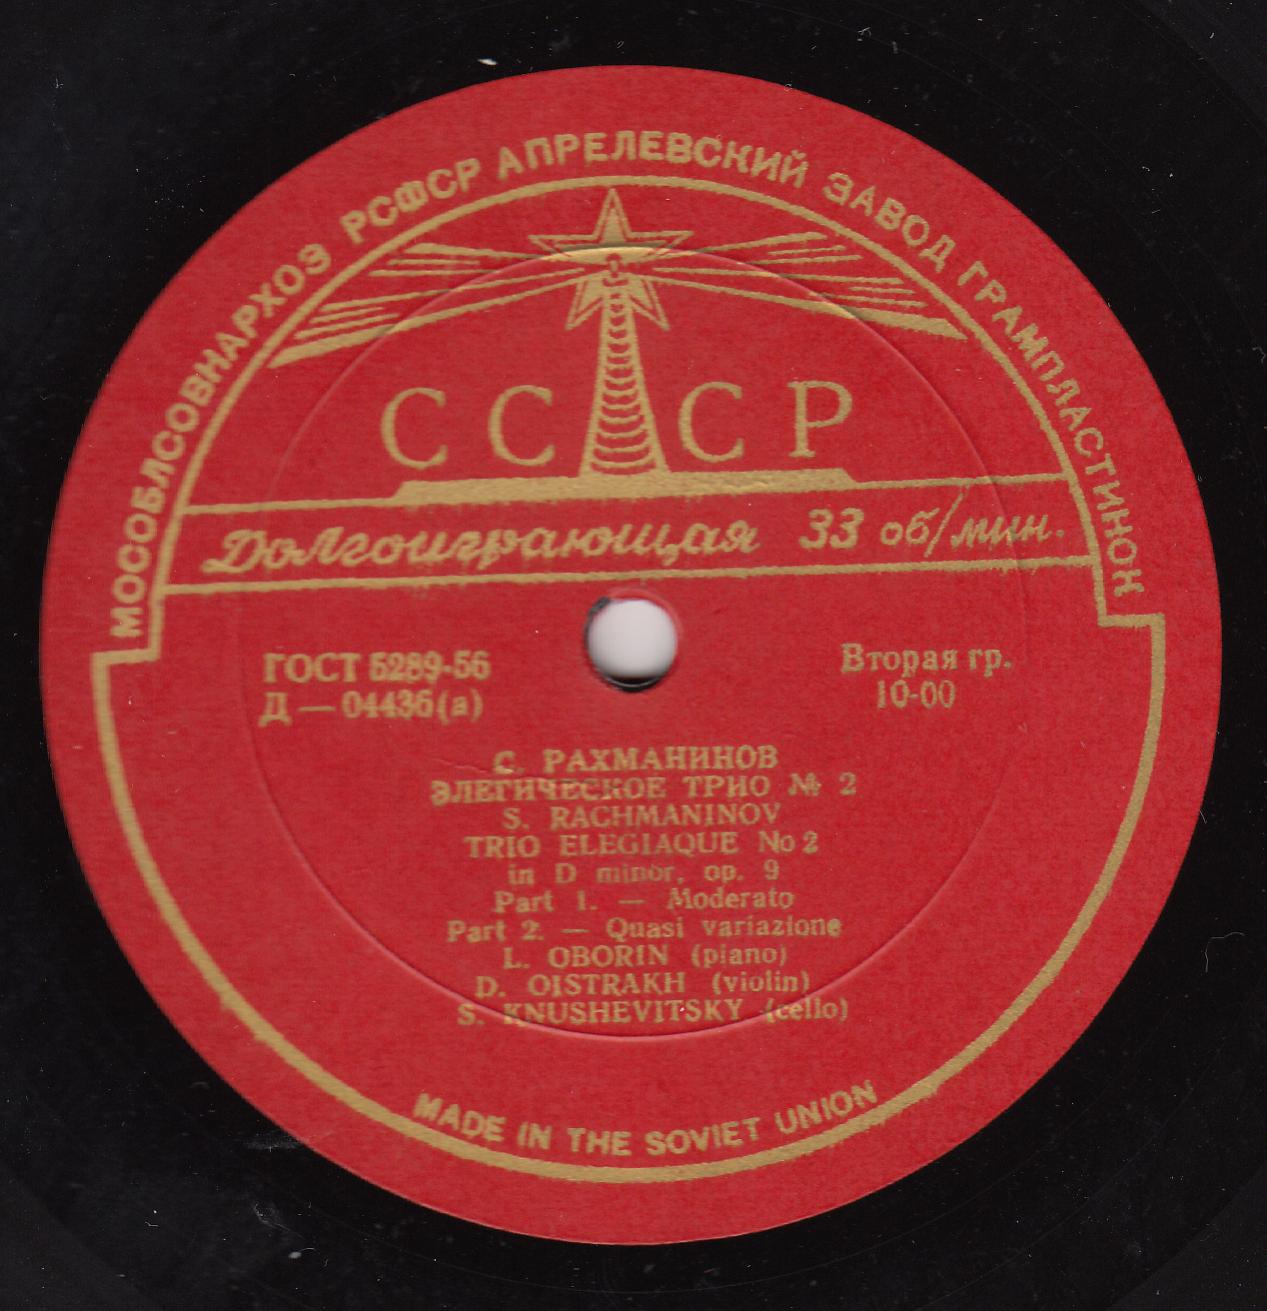 МОСОБЛСОВНАРХОЗ РСФСР АПРЕЛЕВСКИЙ ЗАВОД ГРАМПЛАСТИНОК
СССР
Долгоиграющая 33 об/мин.
ГОСТ 5289-56
Д — 04436(а)
Вторая гр.
10-00
С. РАХМАНИНОВ
ЭЛЕГИЧЕСКОЕ ТРИО № 2
S. RACHMANINOV
TRIO ELEGIAQUE No 2
in D minor, op. 9
Part 1. — Moderato
Part 2. — Quasi variazione
L. OBORIN (piano)
D. OISTRAKH (violin)
S. KNUSHEVITSKY (cello)
MADE IN THE SOVIET UNION